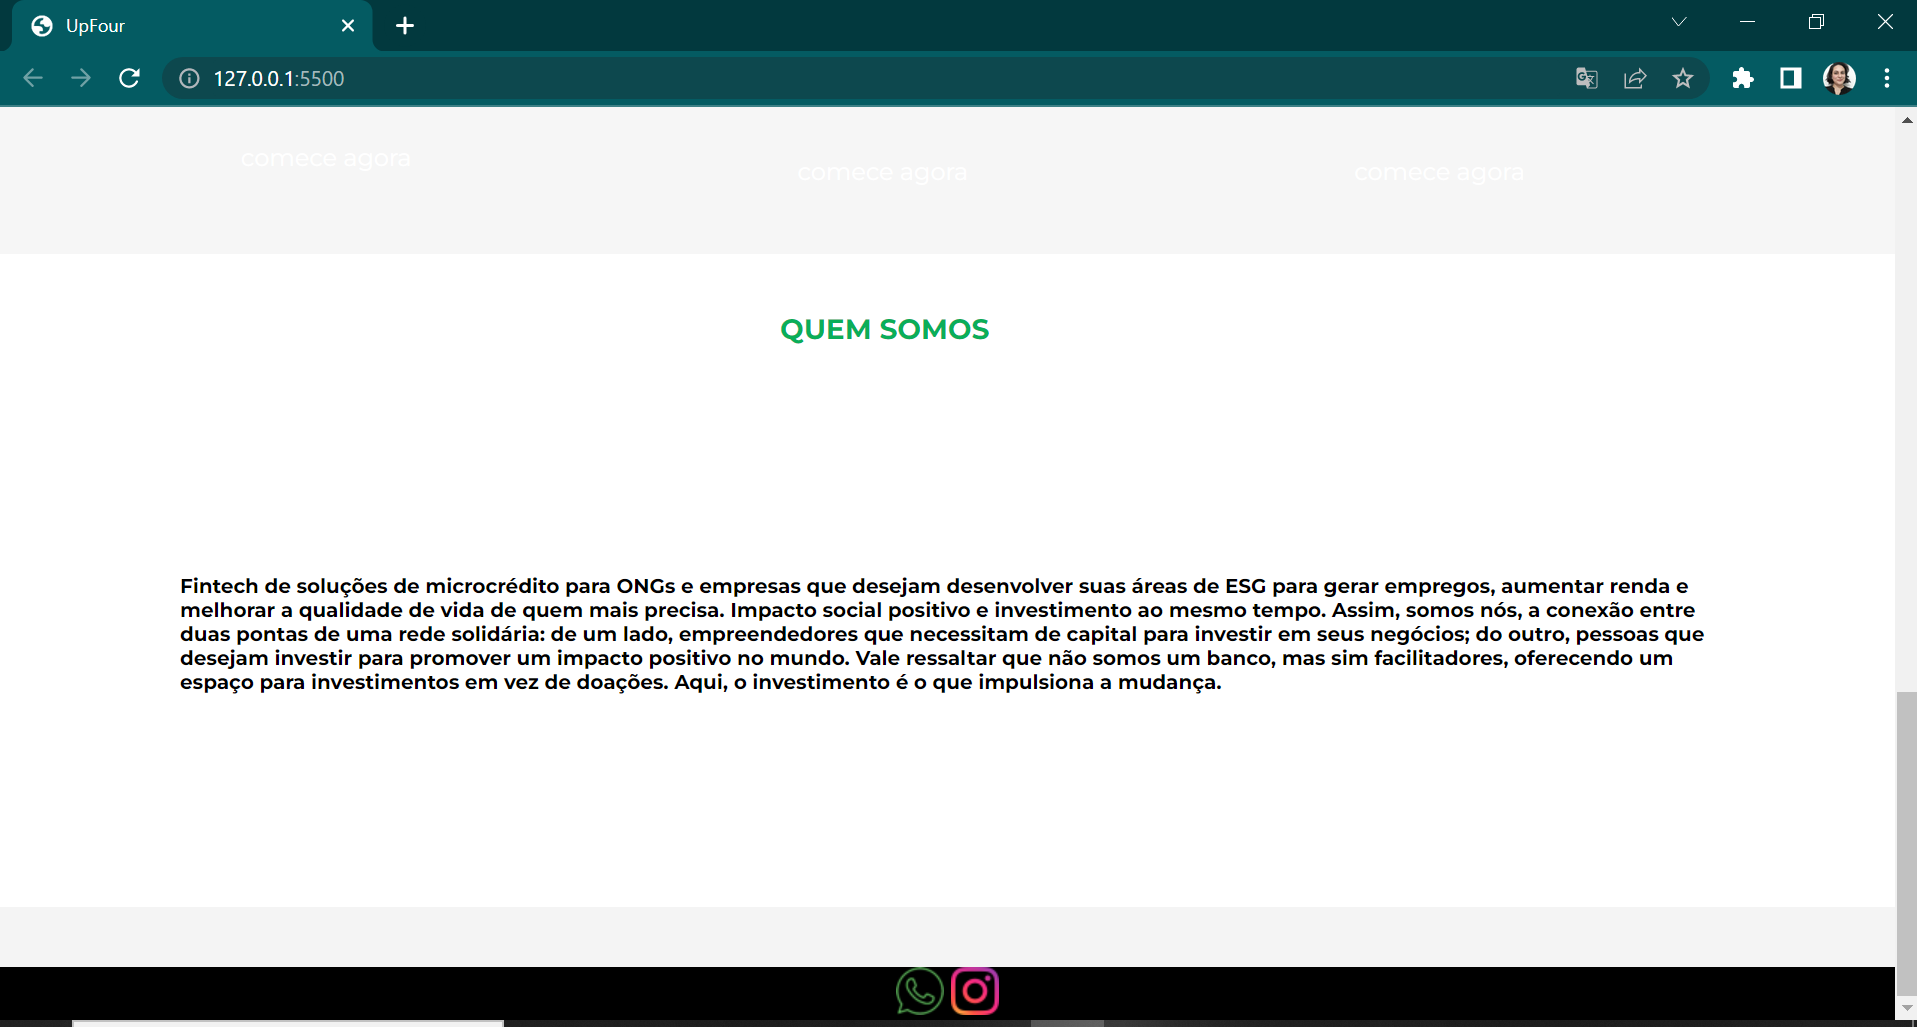 UpFour
127.0.0.1:5500
comece agora
comece agora
comece agora
QUEM SOMOS
Fintech de soluções de microcrédito para ONGs e empresas que desejam desenvolver suas áreas de ESG para gerar empregos, aumentar renda e
melhorar a qualidade de vida de quem mais precisa. Impacto social positivo e investimento ao mesmo tempo. Assim, somos nós, a conexão entre
duas pontas de uma rede solidária: de um lado, empreendedores que necessitam de capital para investir em seus negócios; do outro, pessoas que
desejam investir para promover um impacto positivo no mundo. Vale ressaltar que não somos um banco, mas sim facilitadores, oferecendo um
espaço para investimentos em vez de doações. Aqui, o investimento é o que impulsiona a mudança.